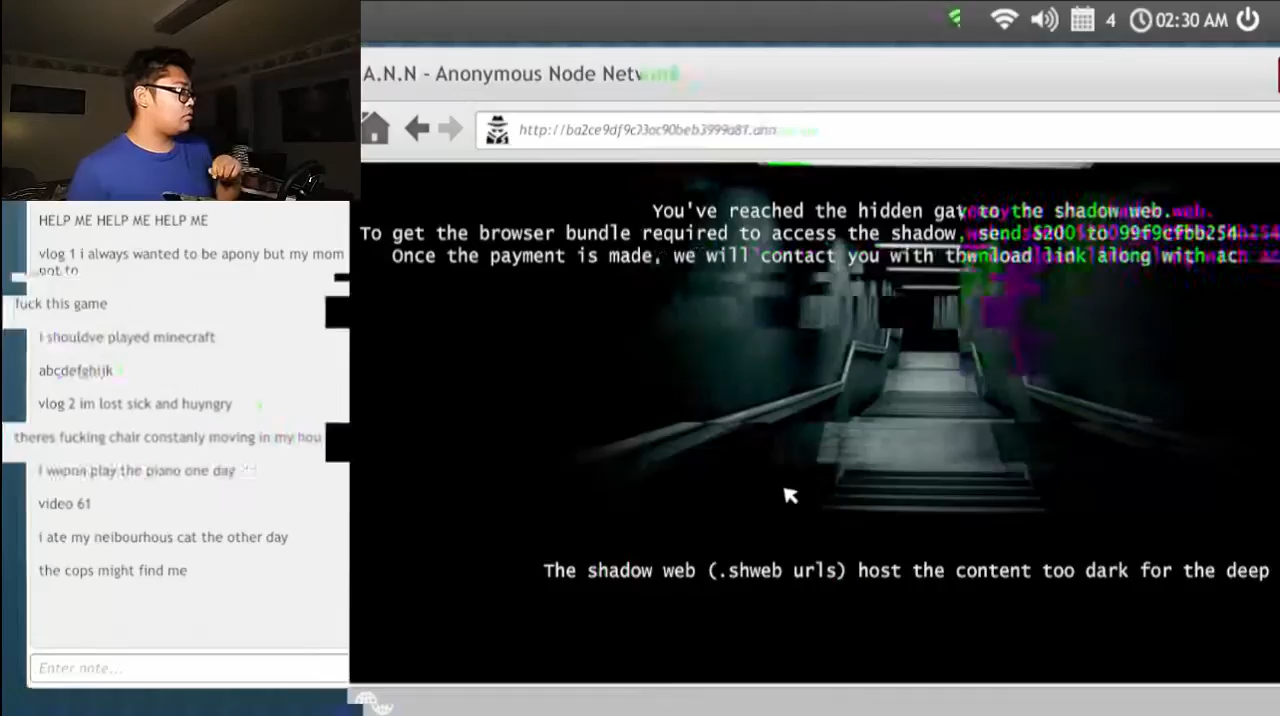 4 02:30 AM
A.N.N - Anonymous Node Network
http://ba2ce9df9c23ac90beb3999a81.ann
HELP ME HELP ME HELP ME
vlog 1 i always wanted to be apony but my mom
got to
fuck this game
i shouldve played minecraft
abcdefghijk
vlog 2 im lost sick and huyngry
theres fucking chair constanly moving in my hou
I wanna play the piano one day
video 61
i ate my neibourhous cat the other day
the cops might find me
Enter note...
You've reached the hidden gay to the shadow web.
To get the browser bundle required to access the shadow, send $200 to 99f9cfbb254
Once the payment is made, we will contact you with download link along with ac
The shadow web (.shweb urls) host the content too dark for the deep